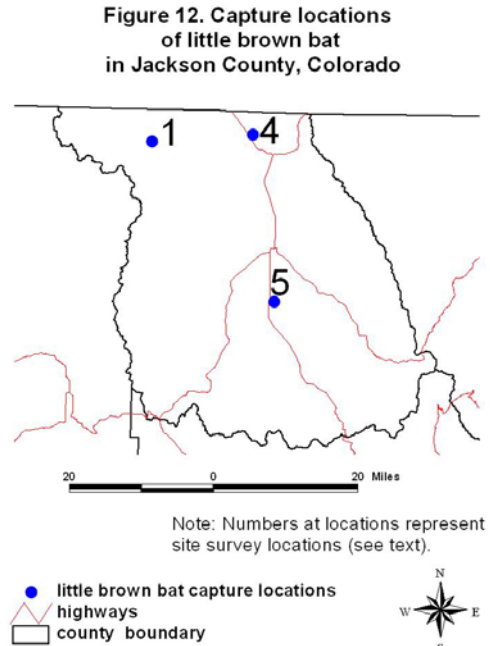 Figure 12. Capture locations
of little brown bat
in Jackson County, Colorado
1
4
5
20 0 20 Miles
Note: Numbers at locations represent
site survey locations (see text).
little brown bat capture locations
highways
county boundary
N
W E
S